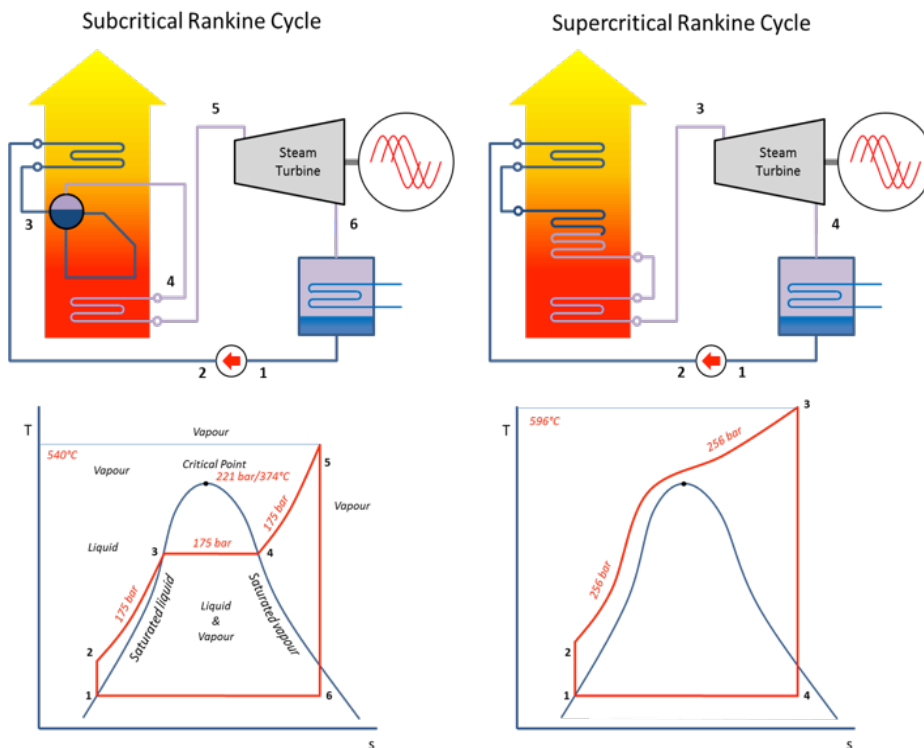 Subcritical Rankine Cycle
5
Steam
Turbine
3
6
4
2
1
Supercritical Rankine Cycle
3
Steam
Turbine
4
2
1
T
Vapour
540°C
Critical Point
Vapour
221 bar/374°C
5
175 bar
Vapour
175 bar
Liquid
3
4
175 bar
Saturated liquid
Liquid
&
Vapour
Saturated vapour
2
1
6
s
T
596°C
3
256 bar
256 bar
2
1
4
s